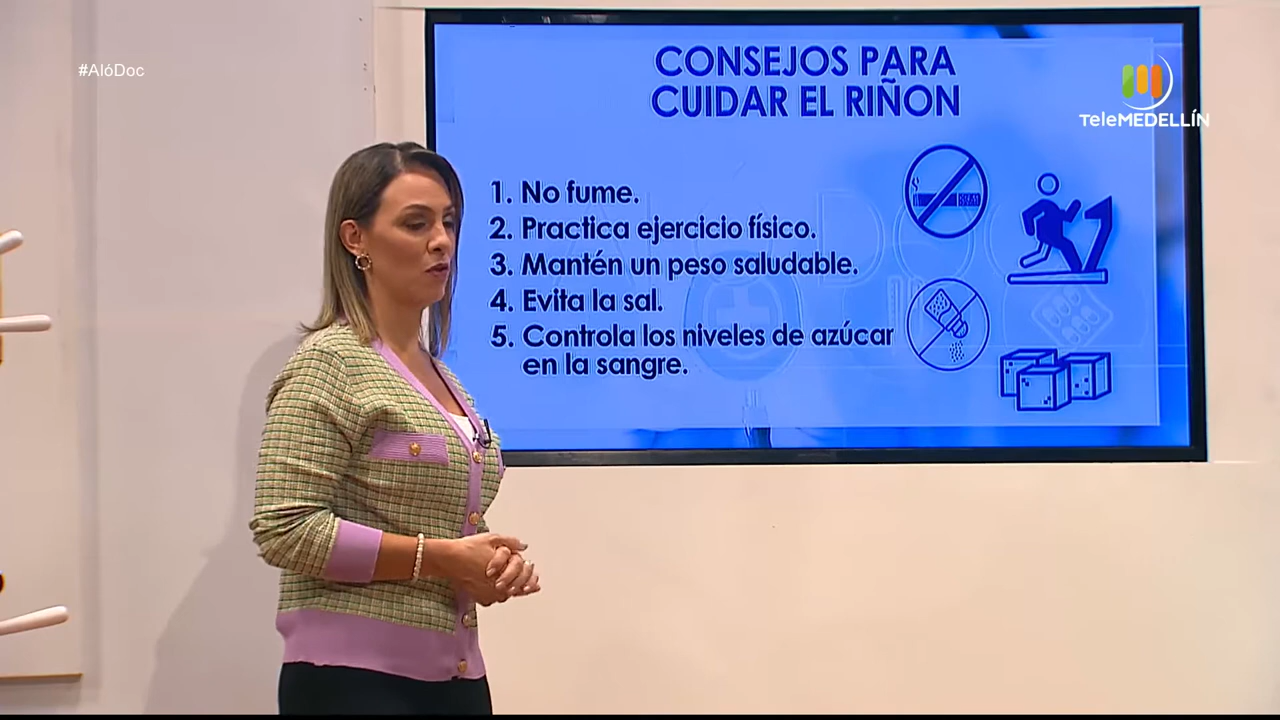 #AlóDoc
CONSEJOS PARA
CUIDAR EL RIÑON
TeleMEDELLÍN
1. No fume.
2. Practica ejercicio físico.
3. Mantén un peso saludable.
4. Evita la sal.
5. Controla los niveles de azúcar
en la sangre.